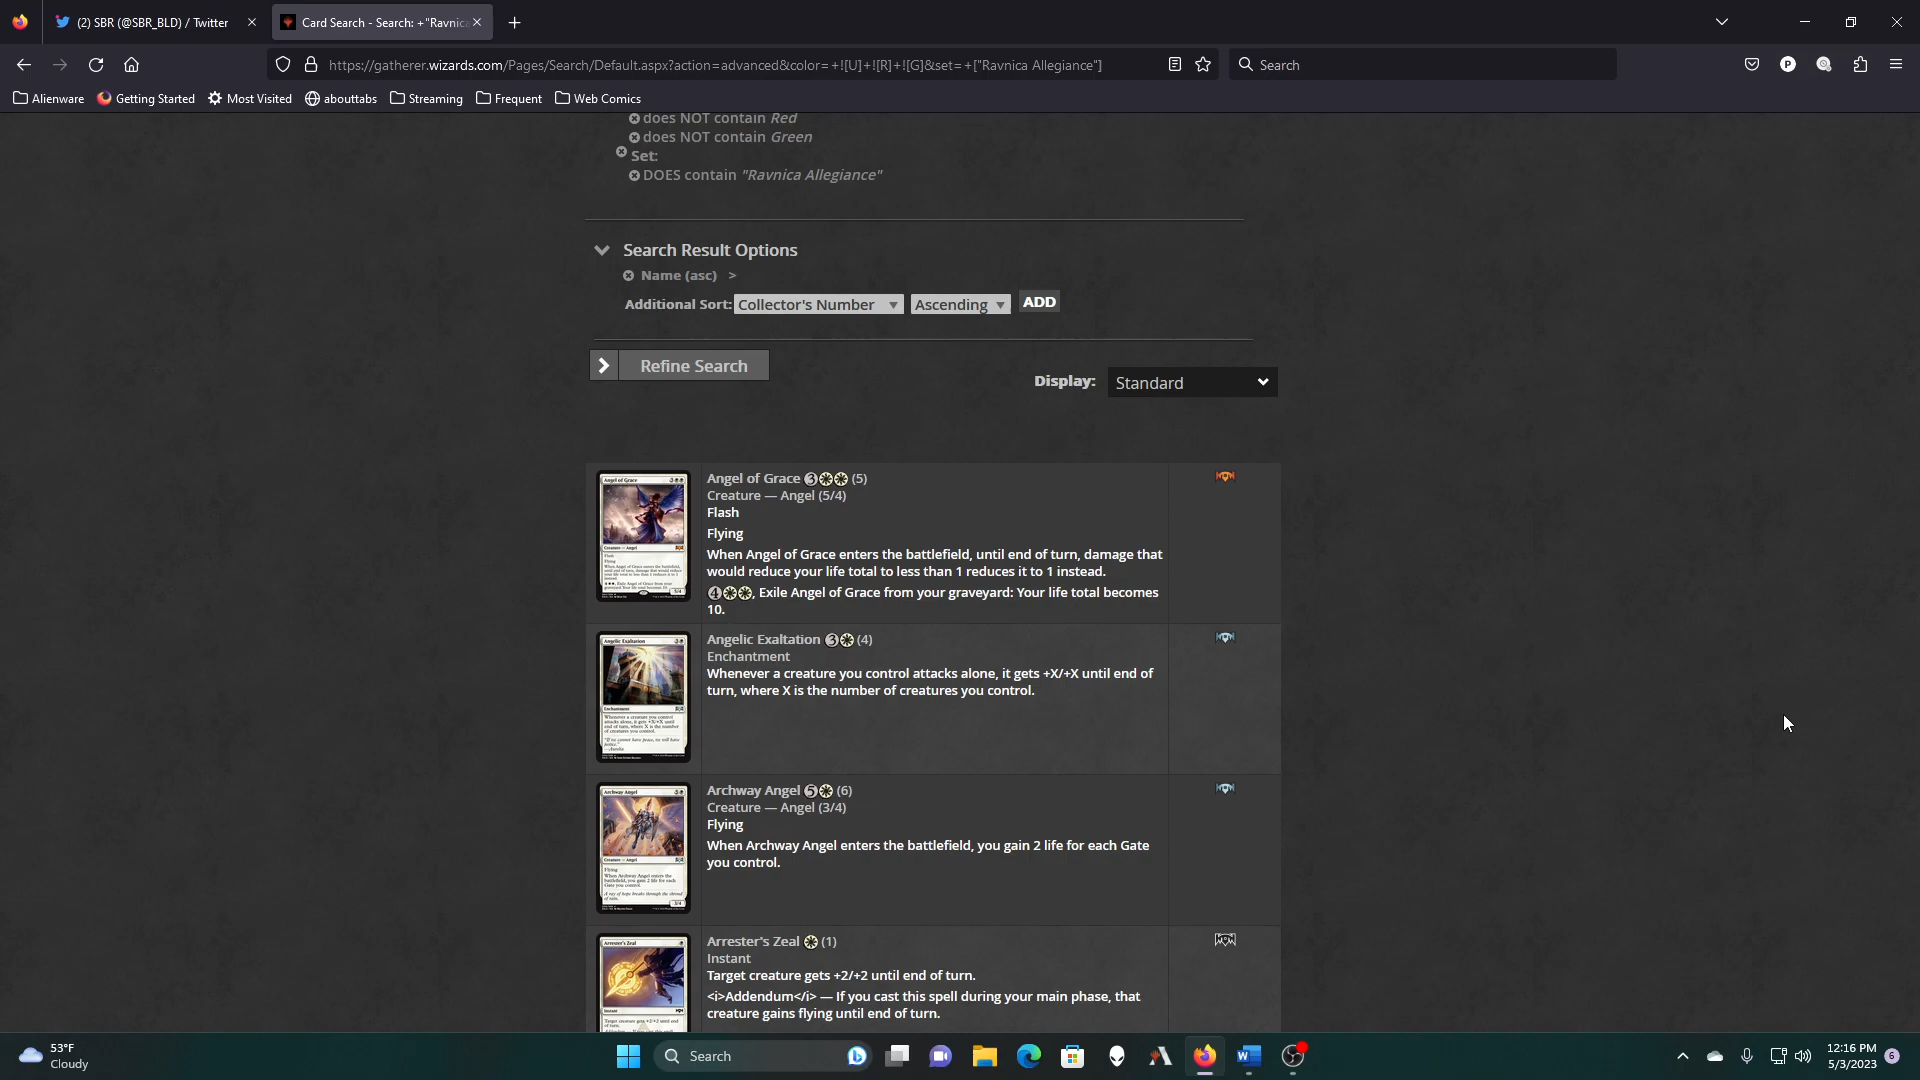 (2) SBR (@SBR_BLD) / Twitter
Card Search - Search: +"Ravnica
https://gatherer.wizards.com/Pages/Search/Default.aspx?action=advanced&color=+![U]+![R]+![G]&set=+["Ravnica Allegiance"]
Search
Alienware
Getting Started
Most Visited
abouttabs
Streaming
Frequent
Web Comics
does NOT contain Red
does NOT contain Green
Set:
DOES contain "Ravnica Allegiance"
Search Result Options
Name (asc) >
Additional Sort: Collector's Number Ascending ADD
Refine Search
Display: Standard
Angel of Grace 3 (5)
Creature — Angel (5/4)
Flash
Flying
When Angel of Grace enters the battlefield, until end of turn, damage that
would reduce your life total to less than 1 reduces it to 1 instead.
4, Exile Angel of Grace from your graveyard: Your life total becomes
10.
Angelic Exaltation 3 (4)
Enchantment
Whenever a creature you control attacks alone, it gets +X/+X until end of
turn, where X is the number of creatures you control.
Archway Angel 5 (6)
Creature — Angel (3/4)
Flying
When Archway Angel enters the battlefield, you gain 2 life for each Gate
you control.
Arrester's Zeal (1)
Instant
Target creature gets +2/+2 until end of turn.
<i>Addendum</i> — If you cast this spell during your main phase, that
creature gains flying until end of turn.
53°F
Cloudy
Search
12:16 PM
5/3/2023
6